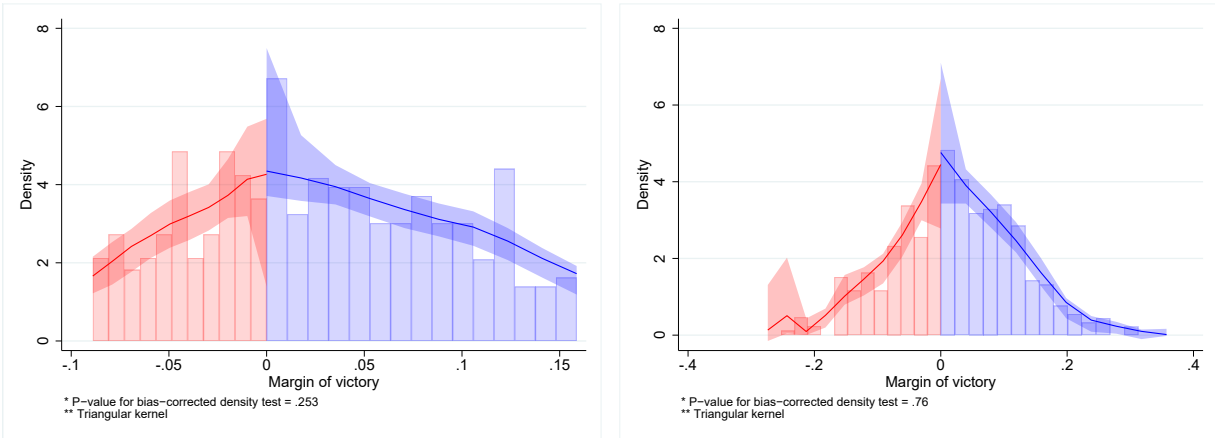 8
6
4
2
0
Density
-.1
-.05
0
.05
.1
.15
Margin of victory
* P-value for bias-corrected density test = .253
** Triangular kernel
8
6
4
2
0
Density
-.4
-.2
0
.2
.4
Margin of victory
* P-value for bias-corrected density test = .76
** Triangular kernel